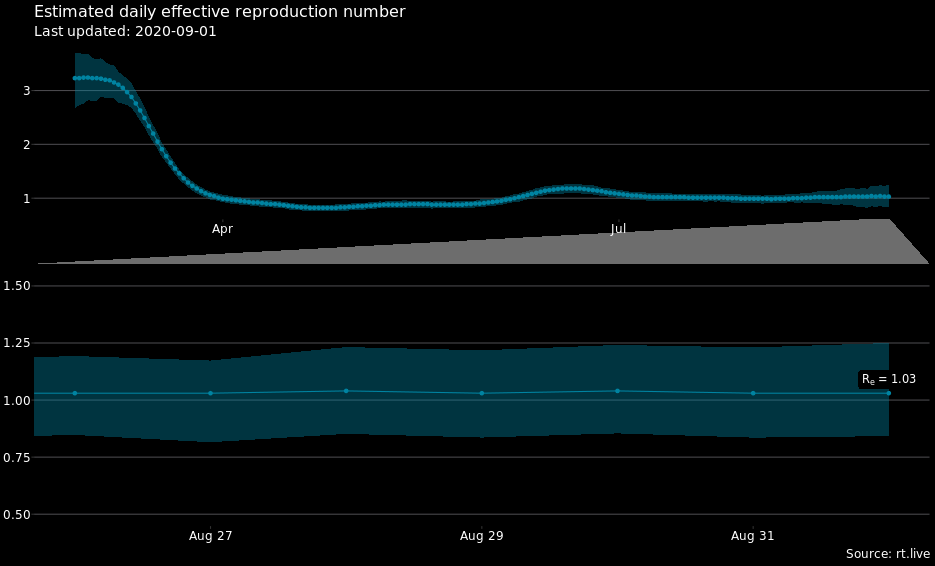 Estimated daily effective reproduction number
Last updated: 2020-09-01
3
2
1
Apr
Jul
1.50
1.25
Re = 1.03
1.00
0.75
0.50
Aug 27
Aug 29
Aug 31
Source: rt.live